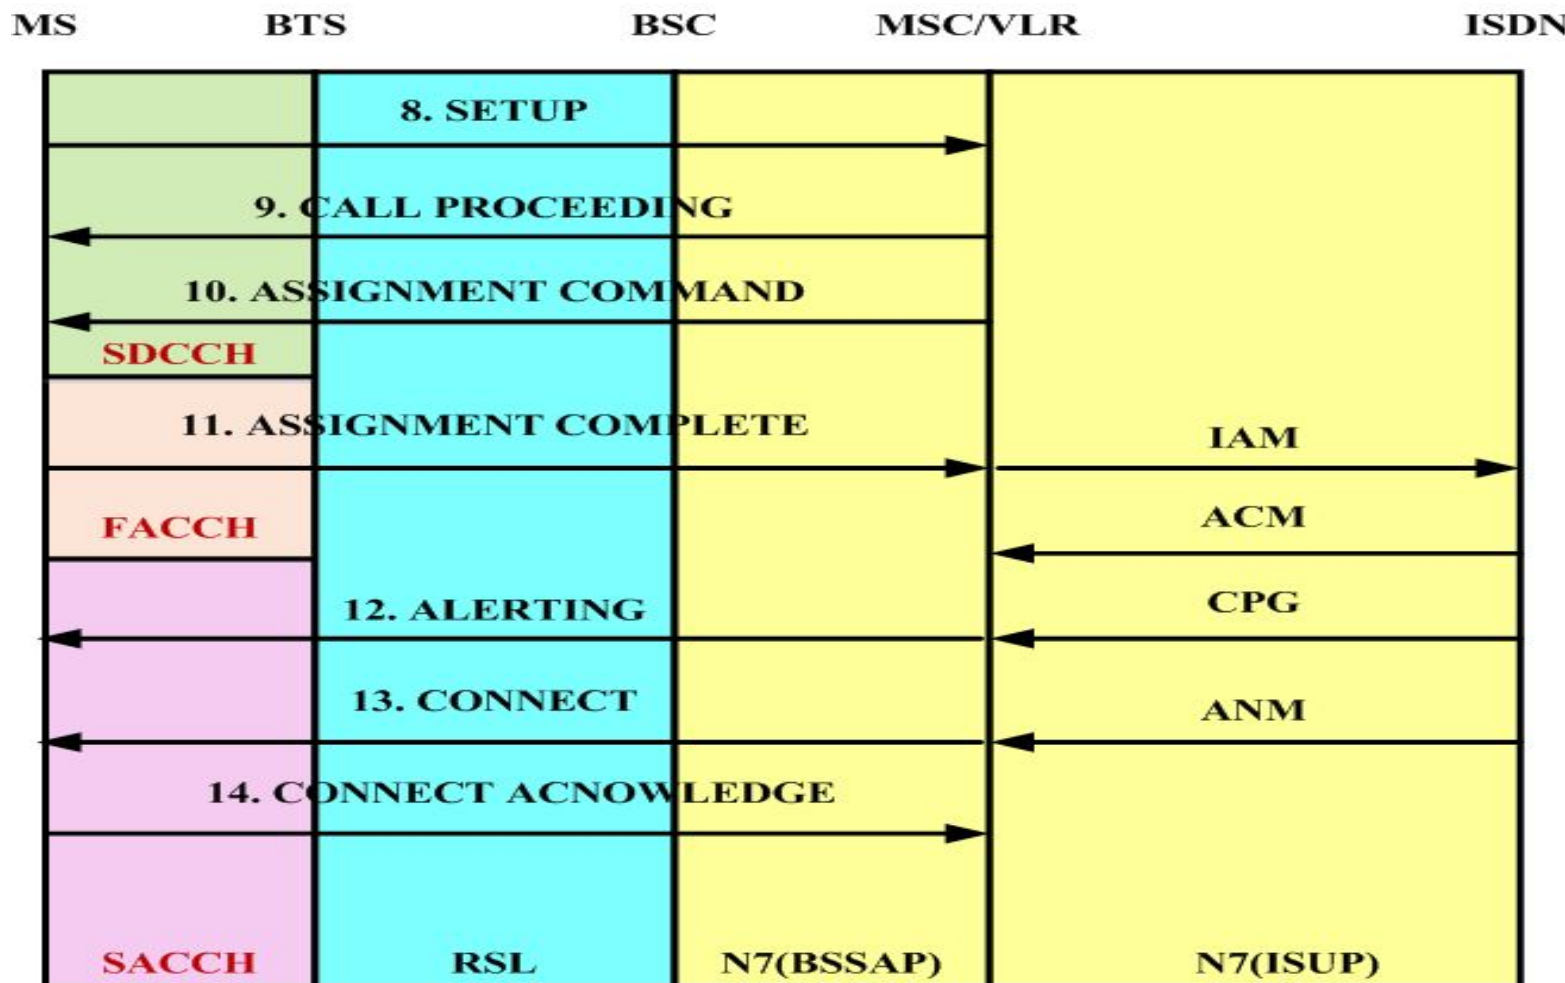 MS BTS BSC MSC/VLR ISDN
8. SETUP
9. CALL PROCEEDING
10. ASSIGNMENT COMMAND
SDCCH
11. ASSIGNMENT COMPLETE
IAM
FACCH
ACM
12. ALERTING
CPG
13. CONNECT
ANM
14. CONNECT ACNOWLEDGE
SACCH RSL N7(BSSAP) N7(ISUP)